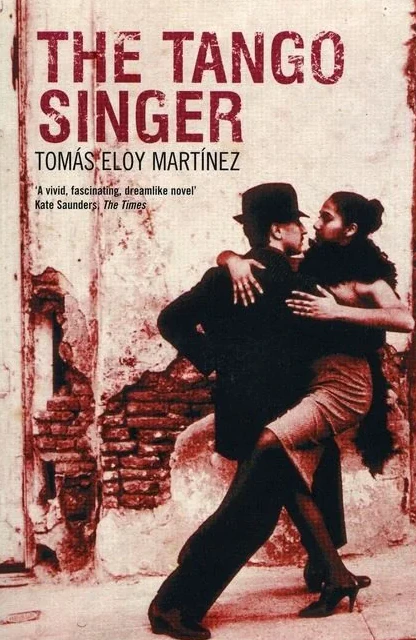 THE TANGO
SINGER
TOMÁS ELOY MARTÍNEZ
'A vivid, fascinating, dreamlike novel'
Kate Saunders, The Times